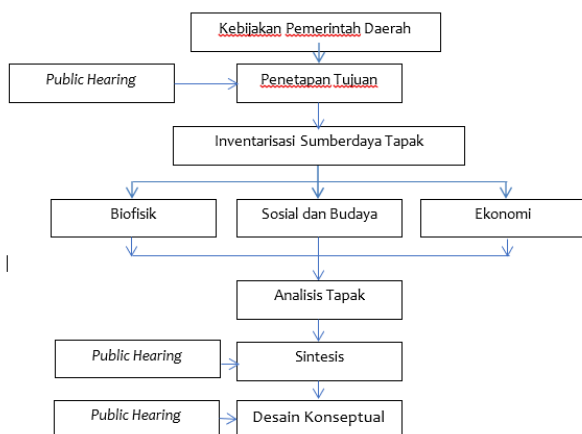 Kebijakan Pemerintah Daerah
Public Hearing
Penetapan Tujuan
Inventarisasi Sumberdaya Tapak
Biofisik
Sosial dan Budaya
Ekonomi
Analisis Tapak
Public Hearing
Sintesis
Public Hearing
Desain Konseptual